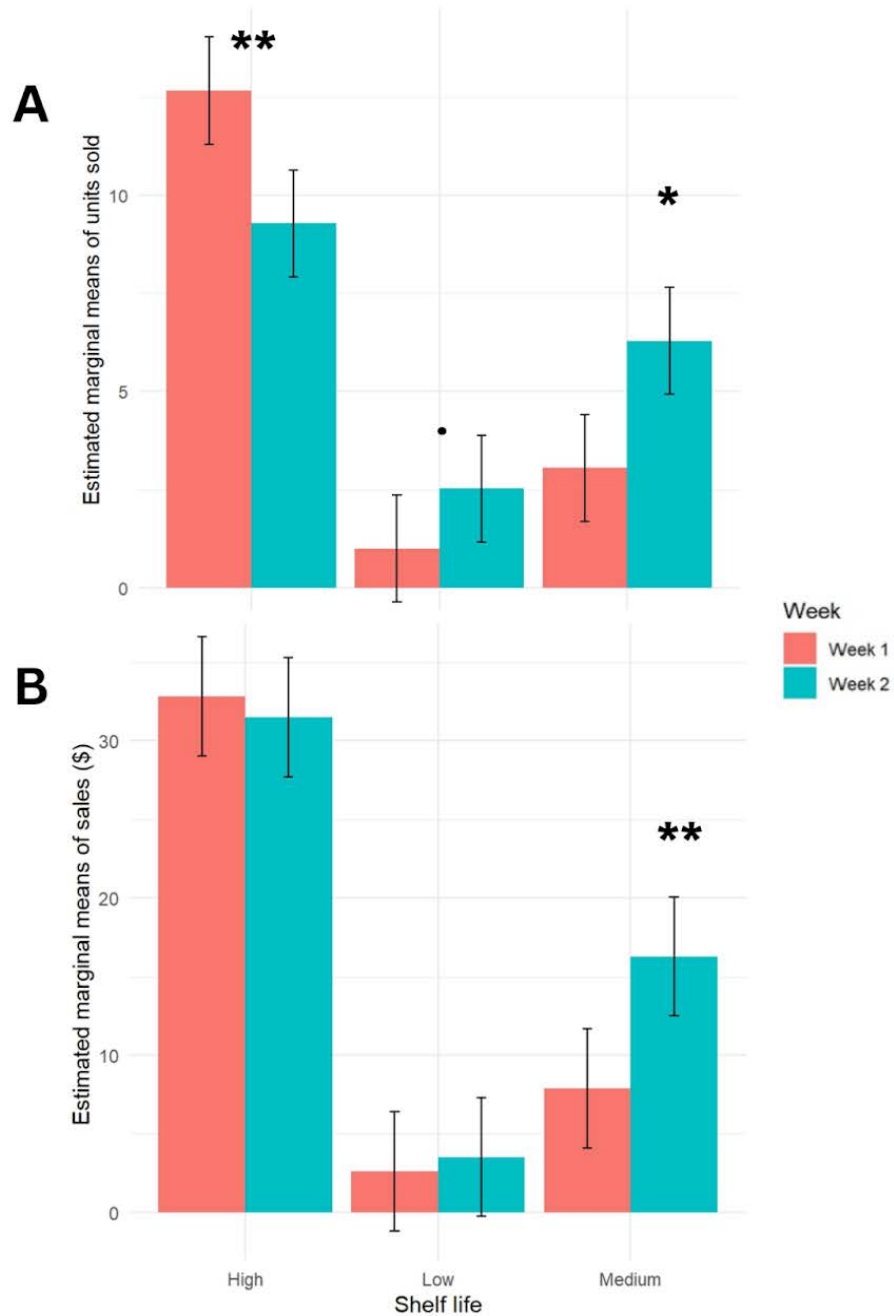 A
**
*
.
Estimated marginal means of units sold
10
5
0
B
**
Estimated marginal means of sales ($)
30
20
10
0
High
Low
Medium
Shelf life
Week
Week 1
Week 2